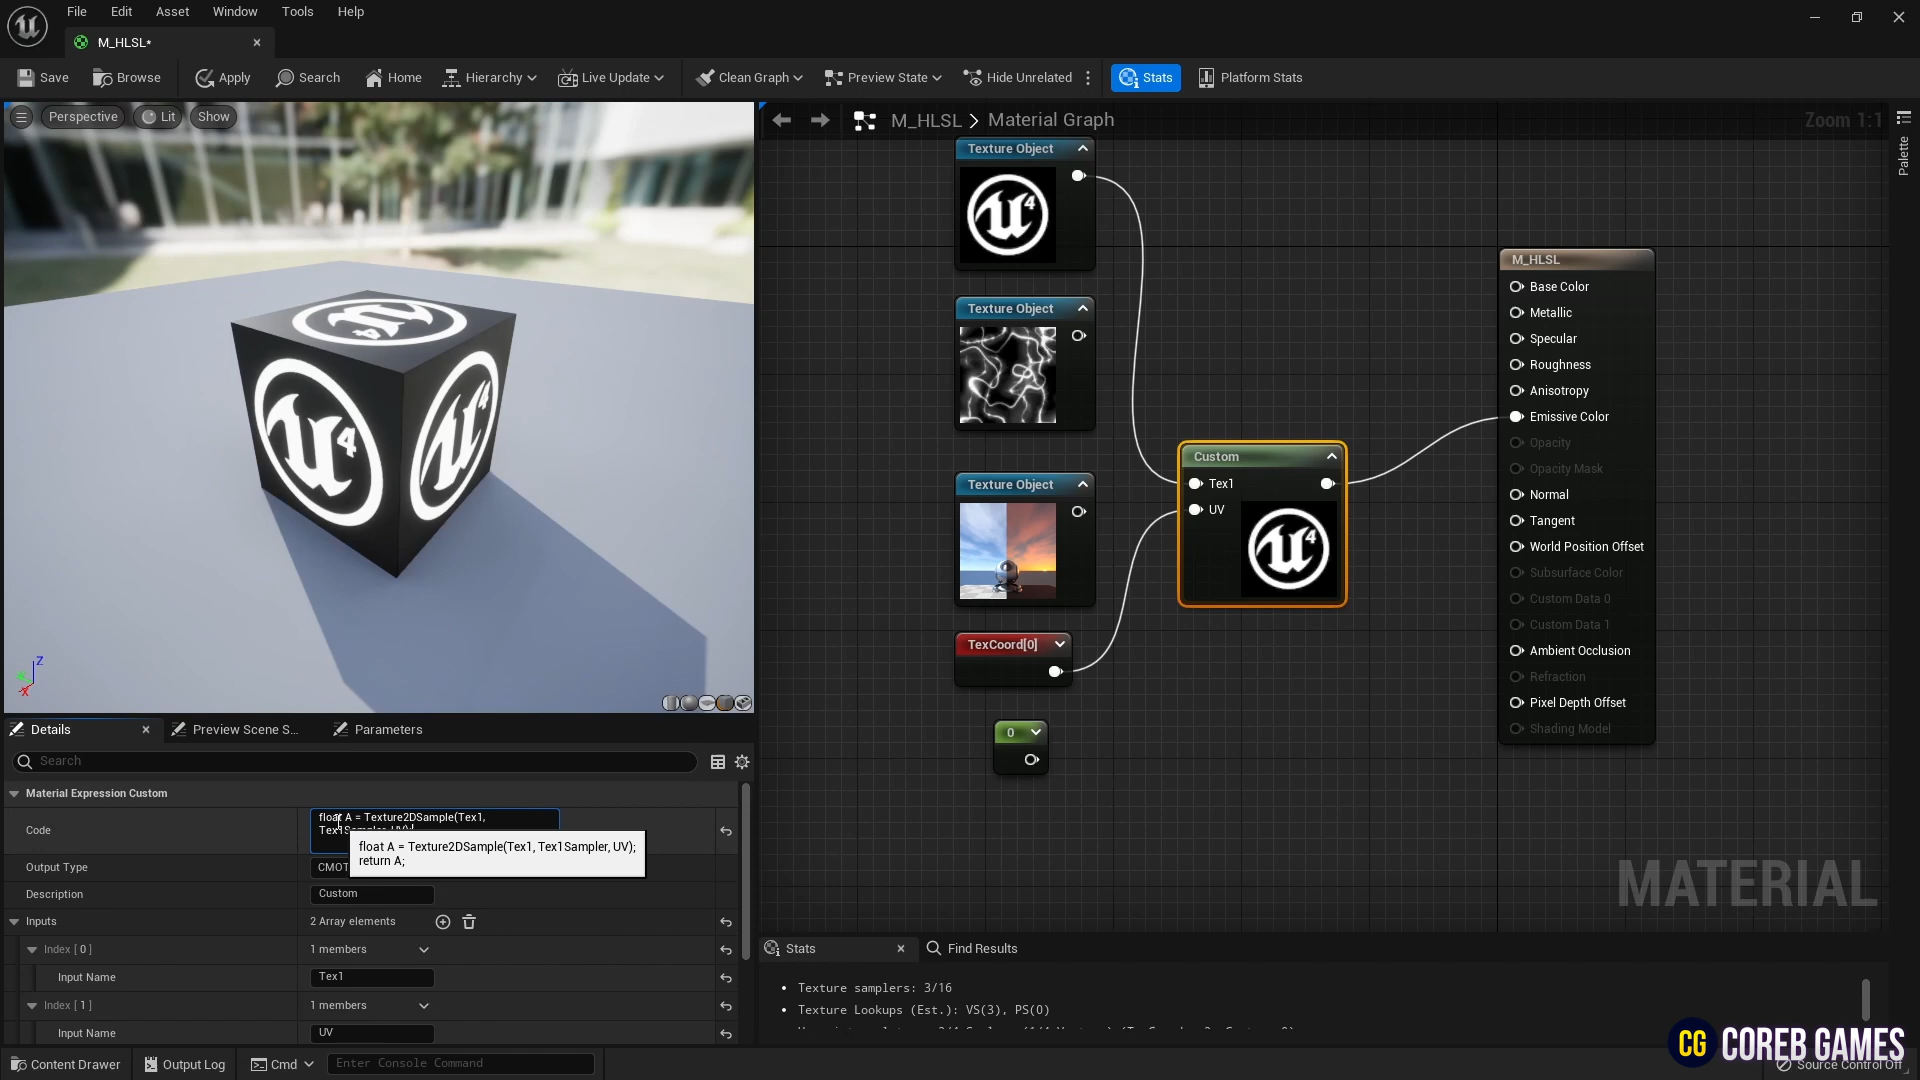 File Edit Asset Window Tools Help
M_HLSL*
Save Browse Apply Search Home Hierarchy Live Update Clean Graph Preview State Hide Unrelated Stats Platform Stats
Perspective Lit Show
M_HLSL > Material Graph
Zoom 1:1
Palette
Texture Object
Texture Object
Texture Object
TexCoord[0]
0
Custom
Tex1
UV
M_HLSL
Base Color
Metallic
Specular
Roughness
Anisotropy
Emissive Color
Opacity
Opacity Mask
Normal
Tangent
World Position Offset
Subsurface Color
Custom Data 0
Custom Data 1
Ambient Occlusion
Refraction
Pixel Depth Offset
Shading Model
MATERIAL
Details Preview Scene S... Parameters
Search
Material Expression Custom
Code
float A = Texture2DSample(Tex1,
float A = Texture2DSample(Tex1, Tex1Sampler, UV);
return A;
Output Type CMOT
Description Custom
Inputs 2 Array elements
Index [ 0 ] 1 members
Input Name Tex1
Index [ 1 ] 1 members
Input Name UV
Stats Find Results
Texture samplers: 3/16
Texture Lookups (Est.): VS(3), PS(0)
Content Drawer Output Log Cmd Enter Console Command
Source Control Off
CG COREB GAMES